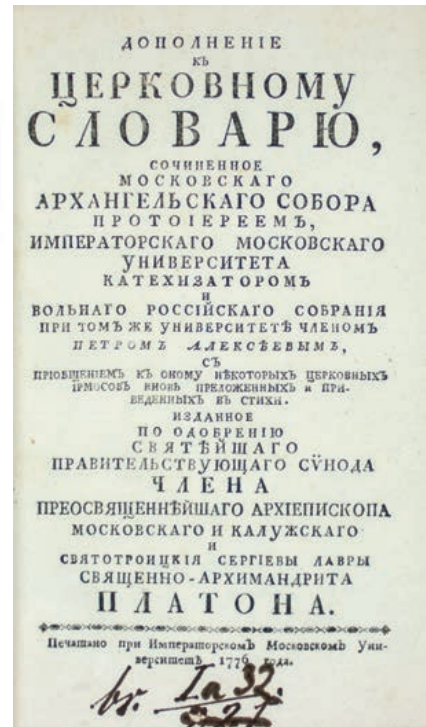 ДОПОЛНЕНІЕ
КЪ
ЦЕРКОВНОМУ
СЛОВАРЮ,
СОЧИНЕННОЕ
МОСКОВСКАГО
АРХАНГЕЛЬСКАГО СОБОРА
ПРОТОІЕРЕЕМЪ,
ИМПЕРАТОРСКАГО МОСКОВСКАГО
УНИВЕРСИТЕТА
КАТЕХИЗАТОРОМЪ
И
ВОЛЬНАГО РОССІЙСКАГО СОБРАНІЯ
ПРИ ТОМЪ ЖЕ УНИВЕРСИТЕТѢ ЧЛЕНОМЪ
ПЕТРОМЪ АЛЕКСѢЕВЫМЪ,
СЪ
ПРІОБЩЕНІЕМЪ КЪ ОНОМУ НѢКОТОРЫХЪ ЦЕРКОВНЫХЪ
ІРМОСОВЪ ВНОВЬ ПРЕЛОЖЕННЫХЪ И ПРИ-
ВЕДЕННЫХЪ ВЪ СТИХИ.
ИЗДАННОЕ
ПО ОДОБРЕНІЮ
СВЯТѢЙШАГО
ПРАВИТЕЛЬСТВУЮЩАГО СѴНОДА
ЧЛЕНА
ПРЕОСВЯЩЕННѢЙШАГО АРХІЕПИСКОПА
МОСКОВСКАГО И КАЛУЖСКАГО
И
СВЯТОТРОИЦКІЯ СЕРГІЕВЫ ЛАВРЫ
СВЯЩЕННО-АРХИМАНДРИТА
ПЛАТОНА.
Печатано при Императорскомъ Московскомъ Уни-
верситетѣ 1776 года.